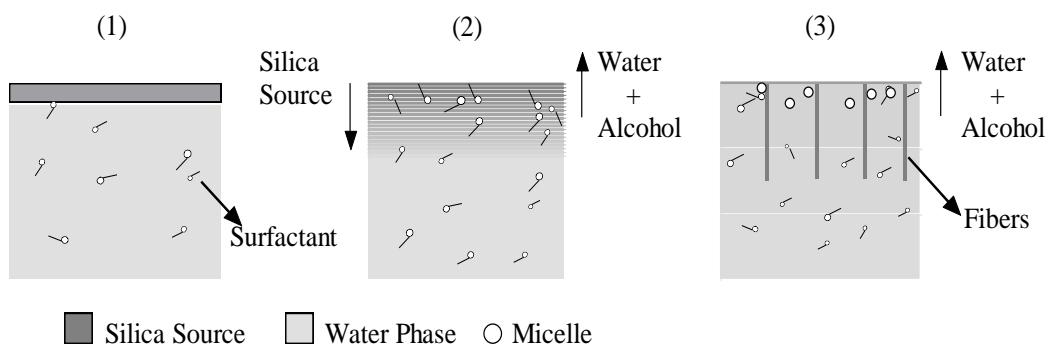 (1)
(2)
(3)
Silica
Source
Water
+
Alcohol
Water
+
Alcohol
Surfactant
Fibers
Silica Source
Water Phase
Micelle